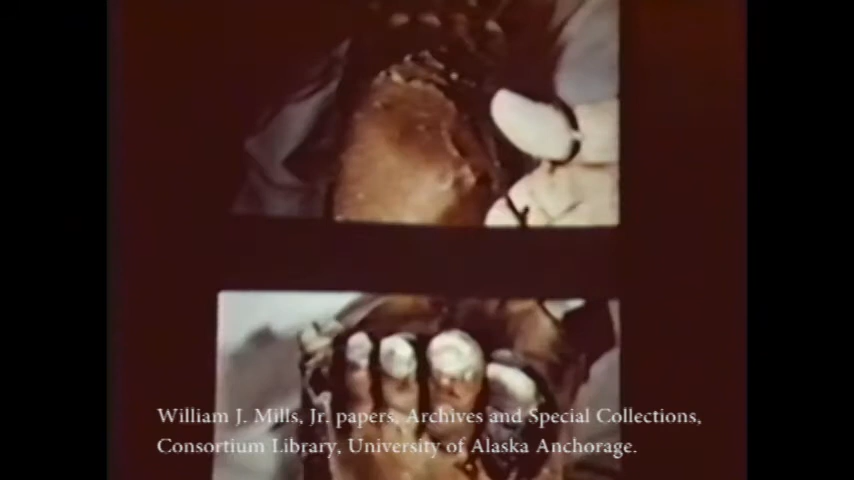 William J. Mills, Jr. papers, Archives and Special Collections,
Consortium Library, University of Alaska Anchorage.